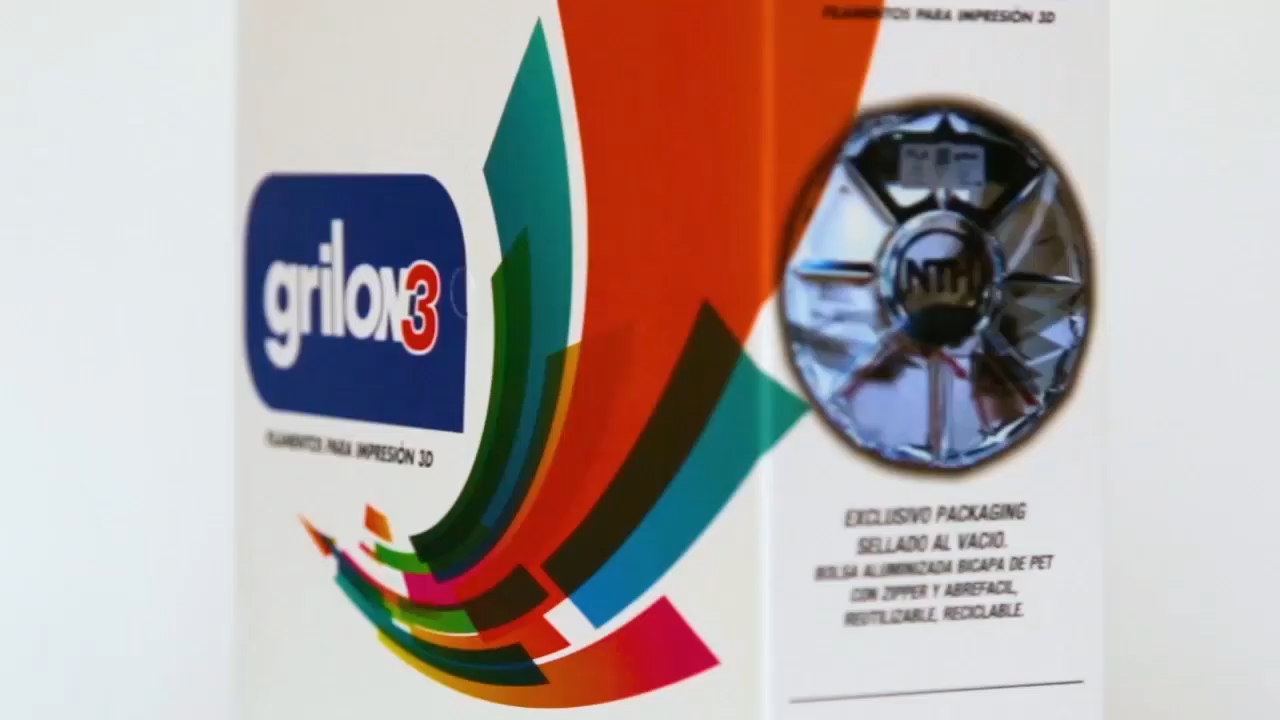 grilon3
FILAMENTOS PARA IMPRESIÓN 3D
FILAMENTOS PARA IMPRESIÓN 3D
NTH
EXCLUSIVO PACKAGING
SELLADO AL VACIO.
BOLSA ALUMINIZADA BICAPA DE PET
CON ZIPPER Y ABREFACIL,
REUTILIZABLE, RECICLABLE.